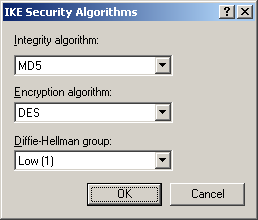 IKE Security Algorithms
Integrity algorithm:
MD5
Encryption algorithm:
DES
Diffie-Hellman group:
Low (1)
OK
Cancel